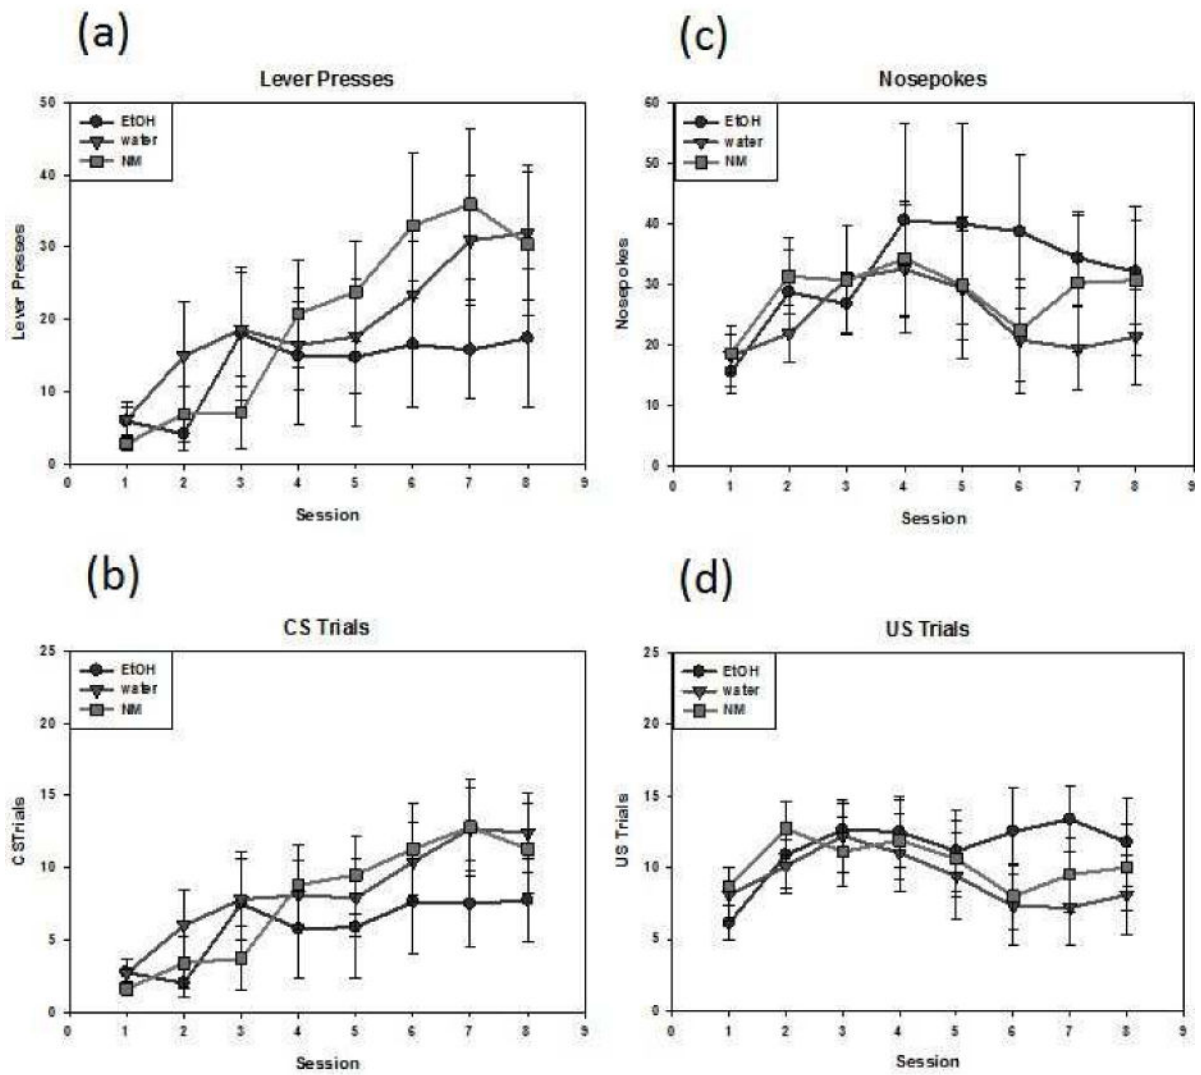 (a)
Lever Presses
50
40
30
20
10
0
0 1 2 3 4 5 6 7 8 9
Lever Presses
Session
EtOH
water
NM
(c)
Nosepokes
60
50
40
30
20
10
0
0 1 2 3 4 5 6 7 8 9
Nosepokes
Session
EtOH
water
NM
(b)
CS Trials
25
20
15
10
5
0
0 1 2 3 4 5 6 7 8 9
CSTrials
Session
EtOH
water
NM
(d)
US Trials
25
20
15
10
5
0
0 1 2 3 4 5 6 7 8 9
US Trials
Session
EtOH
water
NM